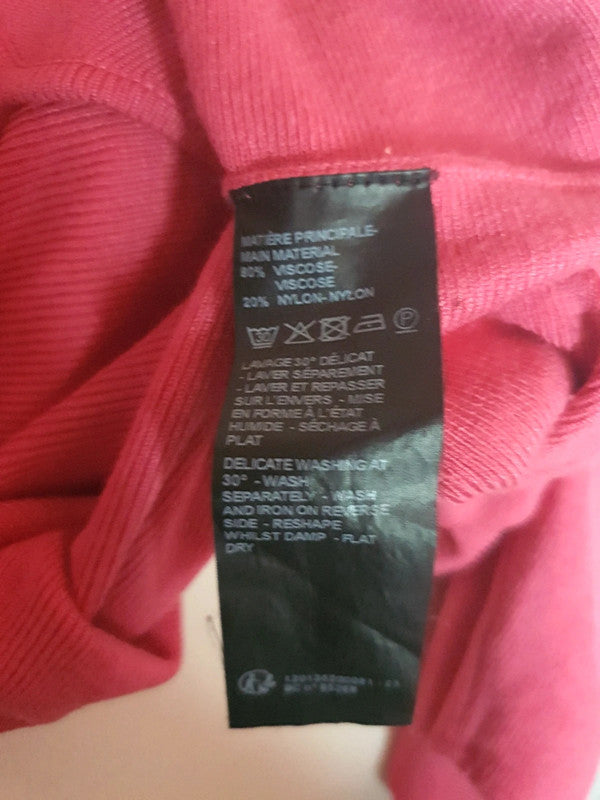 MATIÈRE PRINCIPALE-
MAIN MATERIAL
80% VISCOSE-
VISCOSE
20% NYLON-NYLON
30
P
LAVAGE 30° DÉLICAT
- LAVER SÉPAREMENT
- LAVER ET REPASSER
SUR L'ENVERS - MISE
EN FORME À L'ÉTAT
HUMIDE - SÉCHAGE À
PLAT
DELICATE WASHING AT
30° - WASH
SEPARATELY - WASH
AND IRON ON REVERSE
SIDE - RESHAPE
WHILST DAMP - FLAT
DRY